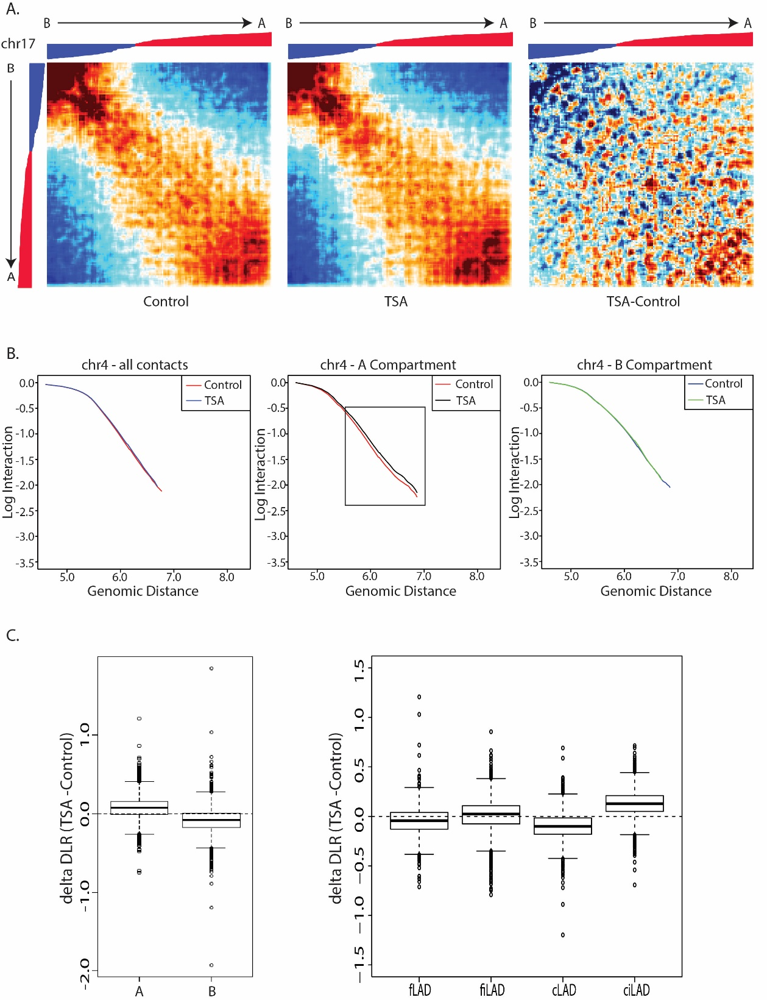 A.
B A B A B A
chr17
B
A
Control TSA TSA-Control
B.
chr4 - all contacts chr4 - A Compartment chr4 - B Compartment
Control
TSA
Control
TSA
Control
TSA
0.0
-0.5
-1.0
-1.5
-2.0
-2.5
-3.0
-3.5
Log Interaction
5.0 6.0 7.0 8.0
Genomic Distance
0.0
-0.5
-1.0
-1.5
-2.0
-2.5
-3.0
-3.5
Log Interaction
5.0 6.0 7.0 8.0
Genomic Distance
0.0
-0.5
-1.0
-1.5
-2.0
-2.5
-3.0
-3.5
Log Interaction
5.0 6.0 7.0 8.0
Genomic Distance
C.
delta DLR (TSA -Control)
1.0
0.0
-1.0
-2.0
A B
delta DLR (TSA -Control)
1.5
1.0
0.5
0.0
-0.5
-1.0
-1.5
fLAD fiLAD cLAD ciLAD